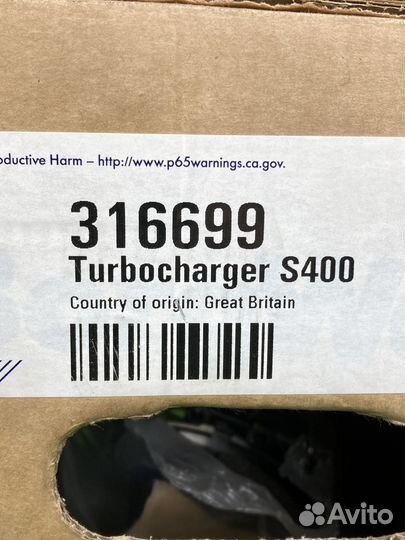 oductive Harm – http://www.p65warnings.ca.gov.
316699
Turbocharger S400
Country of origin: Great Britain
Avito